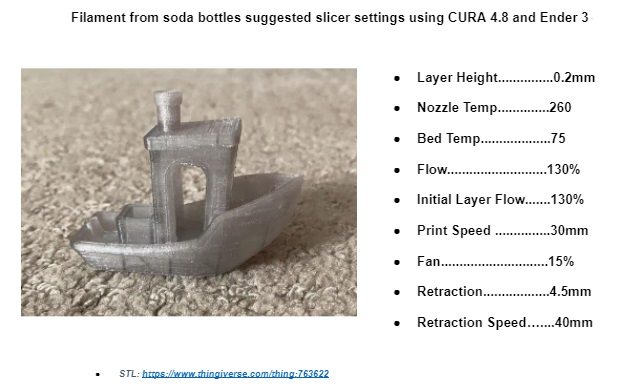 Filament from soda bottles suggested slicer settings using CURA 4.8 and Ender 3
Layer Height...............0.2mm
Nozzle Temp..............260
Bed Temp...................75
Flow...........................130%
Initial Layer Flow.......130%
Print Speed ...............30mm
Fan.............................15%
Retraction..................4.5mm
Retraction Speed.......40mm
STL: https://www.thingiverse.com/thing:763622